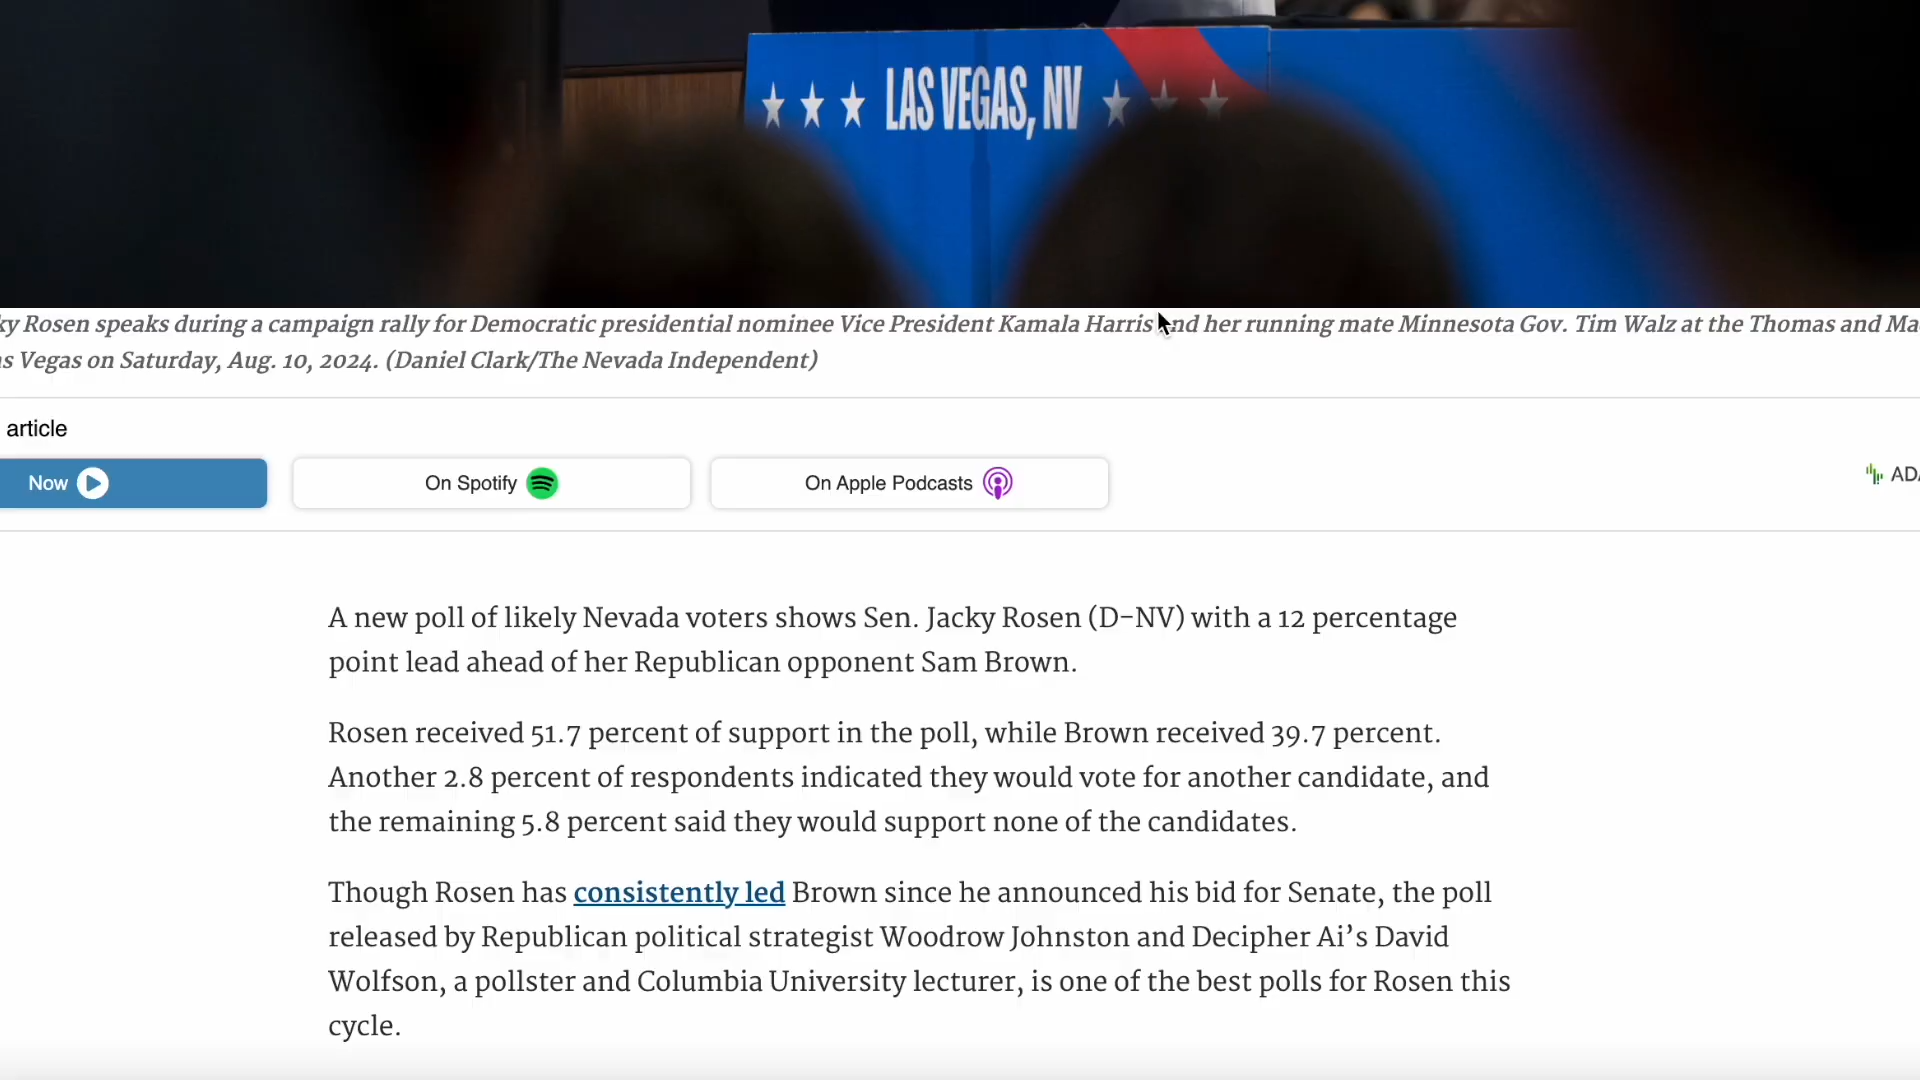 LAS VEGAS, NV
ky Rosen speaks during a campaign rally for Democratic presidential nominee Vice President Kamala Harris and her running mate Minnesota Gov. Tim Walz at the Thomas and Ma
as Vegas on Saturday, Aug. 10, 2024. (Daniel Clark/The Nevada Independent)
article
Now
On Spotify
On Apple Podcasts
AD
A new poll of likely Nevada voters shows Sen. Jacky Rosen (D-NV) with a 12 percentage
point lead ahead of her Republican opponent Sam Brown.
Rosen received 51.7 percent of support in the poll, while Brown received 39.7 percent.
Another 2.8 percent of respondents indicated they would vote for another candidate, and
the remaining 5.8 percent said they would support none of the candidates.
Though Rosen has consistently led Brown since he announced his bid for Senate, the poll
released by Republican political strategist Woodrow Johnston and Decipher Ai’s David
Wolfson, a pollster and Columbia University lecturer, is one of the best polls for Rosen this
cycle.